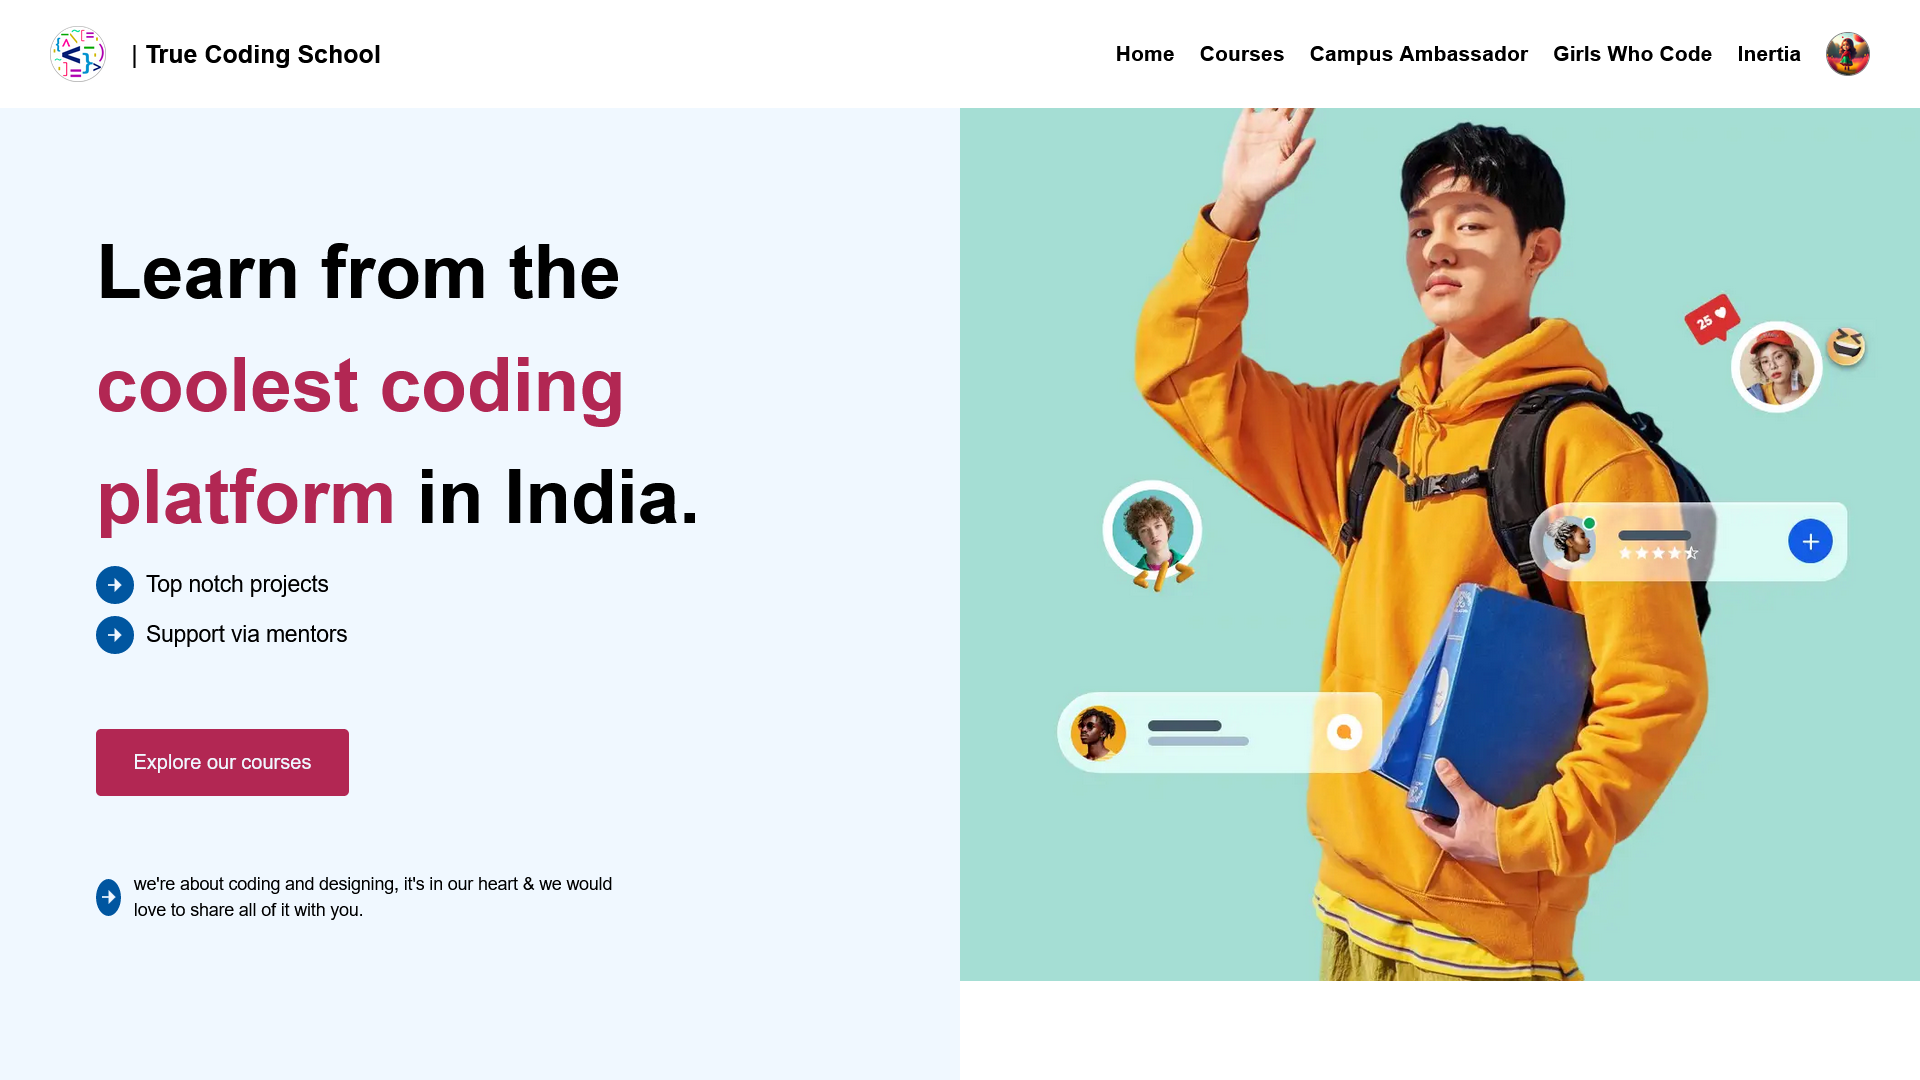 | True Coding School
Home Courses Campus Ambassador Girls Who Code Inertia
Learn from the
coolest coding
platform in India.
Top notch projects
Support via mentors
Explore our courses
we're about coding and designing, it's in our heart & we would
love to share all of it with you.
25